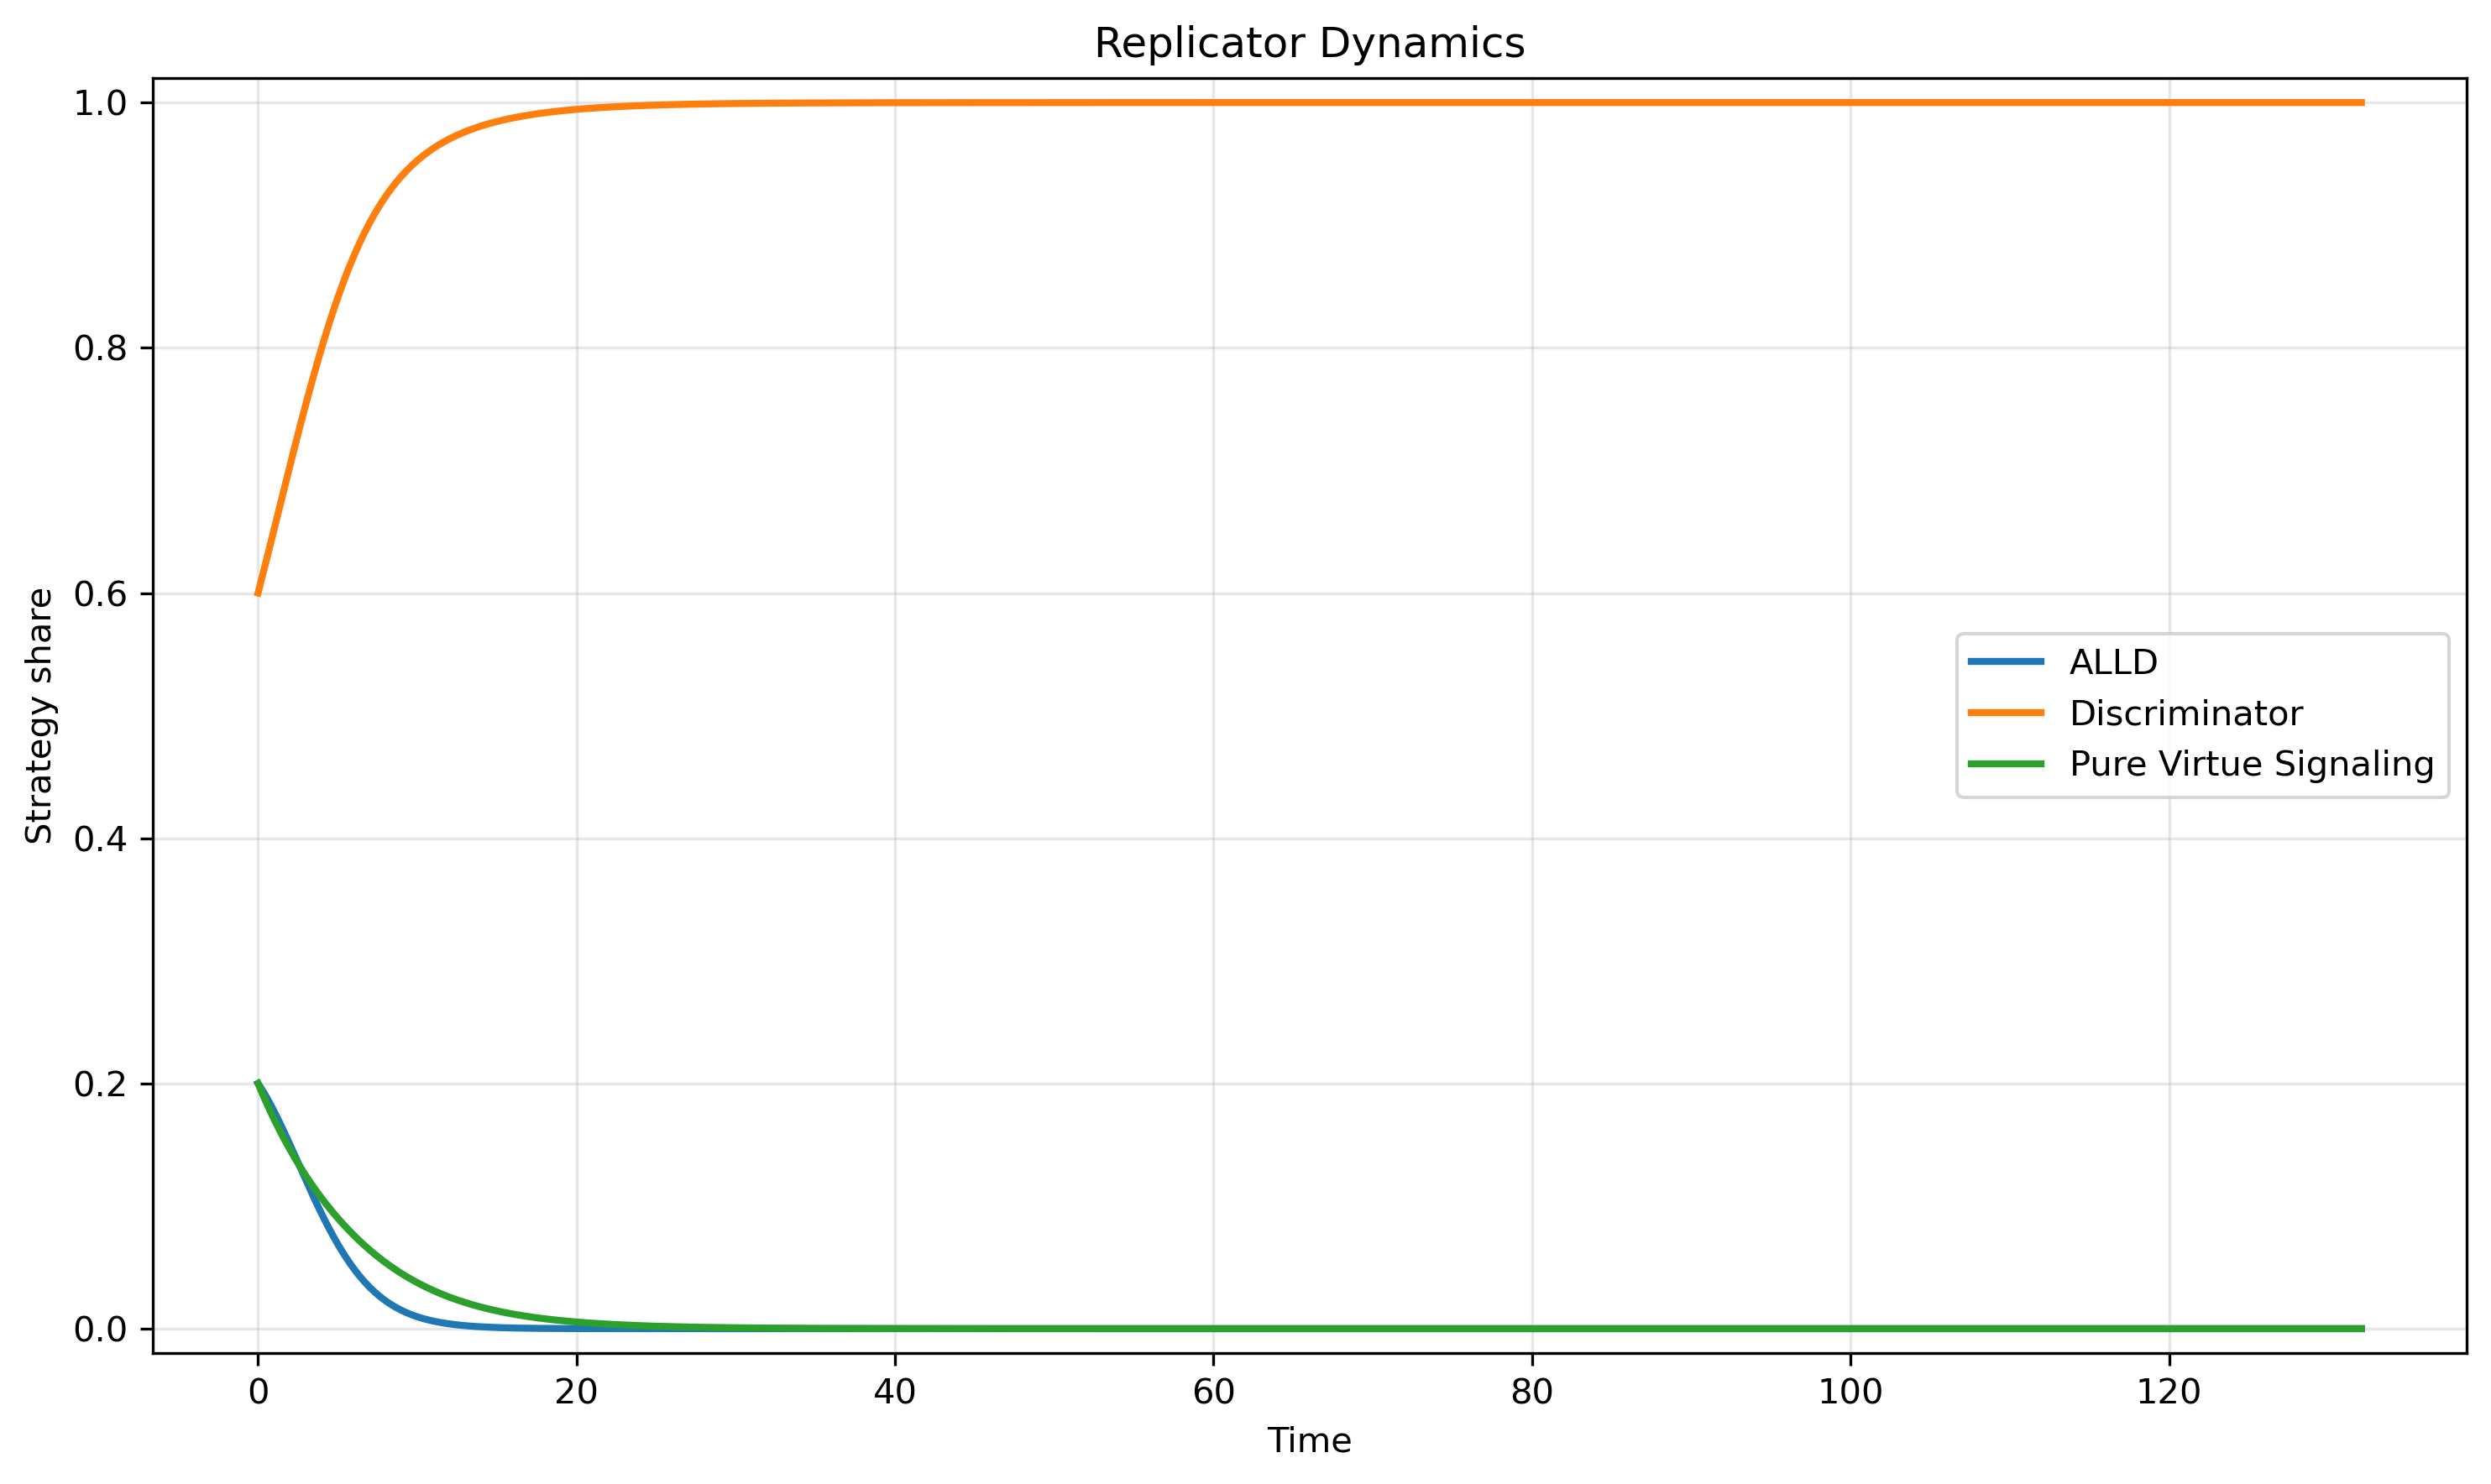 Replicator Dynamics
1.0
0.8
0.6
0.4
0.2
0.0
Strategy share
ALLD
Discriminator
Pure Virtue Signaling
0 20 40 60 80 100 120
Time